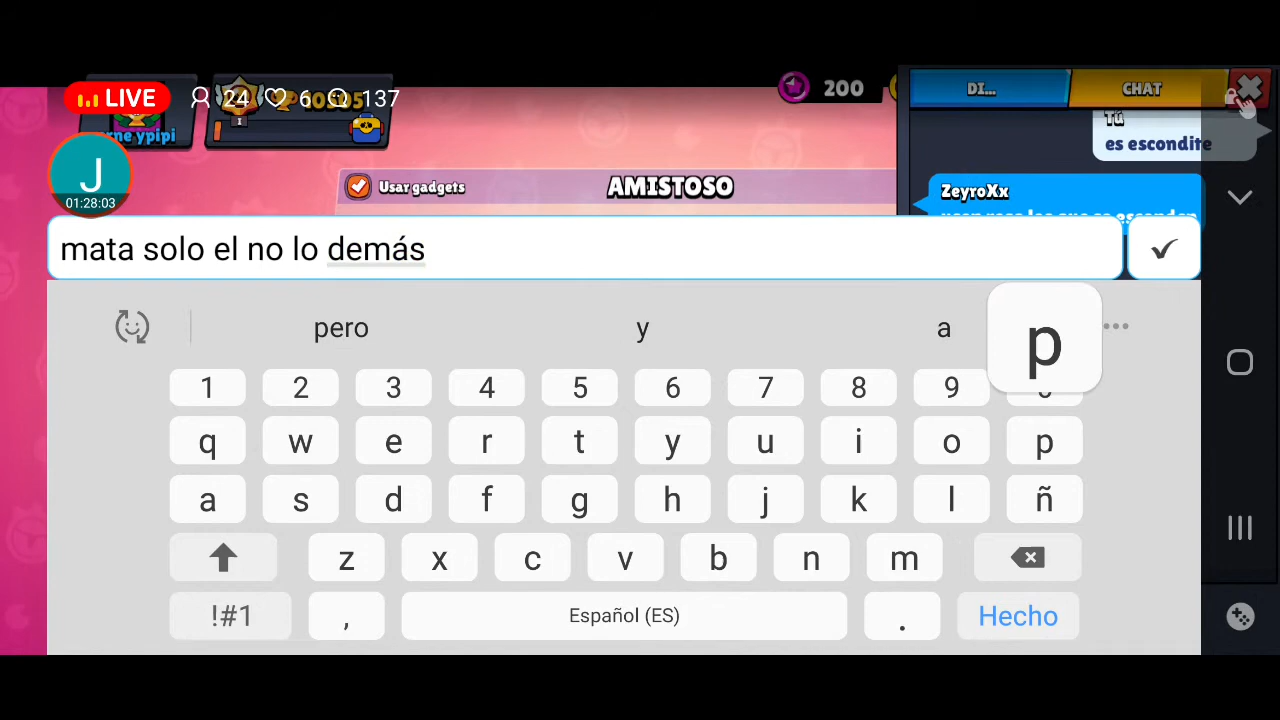 LIVE 24 6 137
200
DI... CHAT
Tú
es escondite
J
01:28:03
Usar gadgets
AMISTOSO
ZeyroXx
mata solo el no lo demás
pero y a
p
1 2 3 4 5 6 7 8 9
q w e r t y u i o p
a s d f g h j k l ñ
z x c v b n m
!#1 , Español (ES) . Hecho